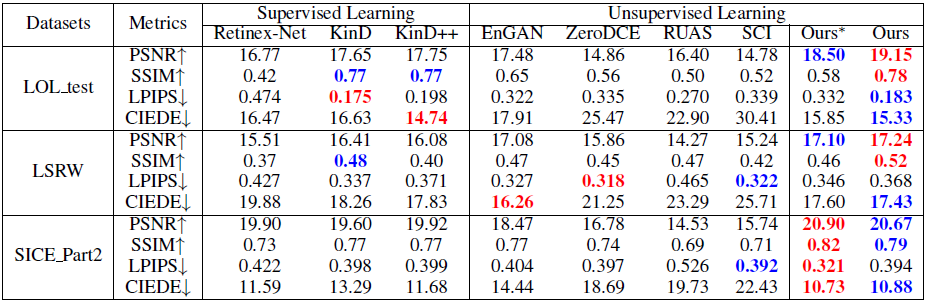 Datasets Metrics Supervised Learning Unsupervised Learning
Retinex-Net KinD KinD++ EnGAN ZeroDCE RUAS SCI Ours* Ours
LOL_test PSNR↑ 16.77 17.65 17.75 17.48 15.86 16.40 14.78 18.50 19.15
SSIM↑ 0.42 0.77 0.77 0.65 0.56 0.50 0.52 0.58 0.78
LPIPS↓ 0.474 0.175 0.198 0.322 0.335 0.270 0.339 0.332 0.183
CIEDE↓ 16.47 16.63 14.74 17.91 25.47 22.90 30.41 15.85 15.33
LSRW PSNR↑ 15.51 16.41 16.08 17.08 15.86 14.27 15.24 17.10 17.24
SSIM↑ 0.37 0.48 0.40 0.47 0.45 0.47 0.42 0.46 0.52
LPIPS↓ 0.427 0.337 0.371 0.327 0.318 0.465 0.322 0.346 0.368
CIEDE↓ 19.88 18.26 17.83 16.26 21.25 23.29 25.71 17.60 17.43
SICE_Part2 PSNR↑ 19.90 19.60 19.92 18.47 16.78 14.53 15.74 20.90 20.67
SSIM↑ 0.73 0.77 0.77 0.77 0.74 0.69 0.71 0.82 0.79
LPIPS↓ 0.422 0.398 0.399 0.404 0.397 0.526 0.392 0.321 0.394
CIEDE↓ 11.59 13.29 11.68 14.44 18.69 19.73 22.43 10.73 10.88